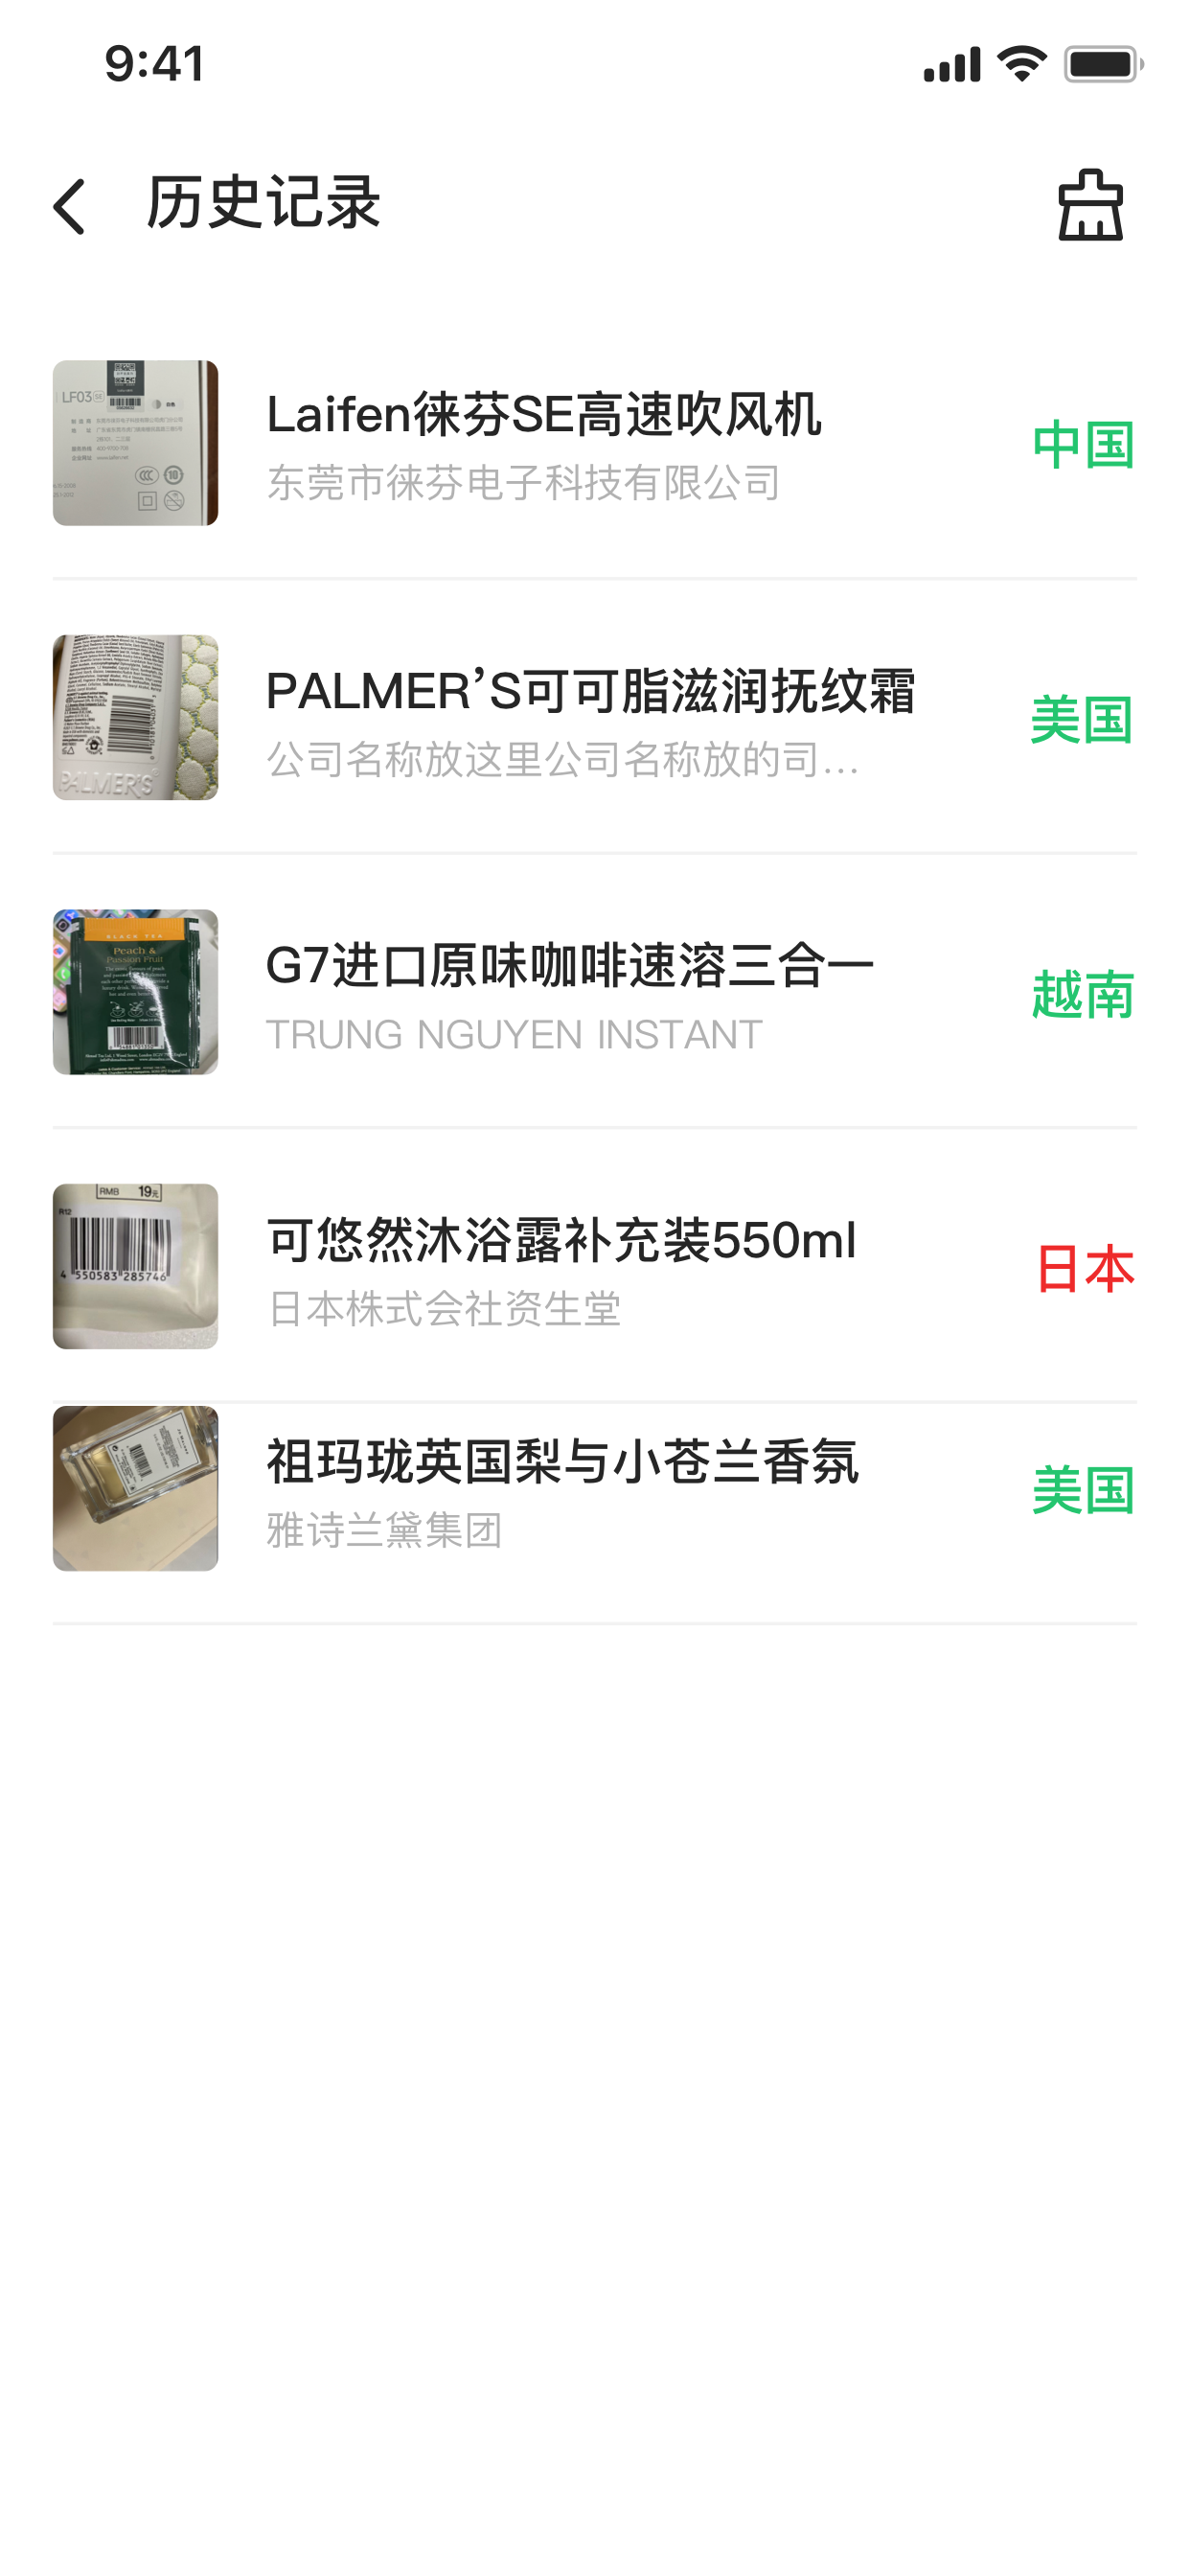 9:41
历史记录
LF03 SE
Laifen徕芬SE高速吹风机
东莞市徕芬电子科技有限公司
中国
PALMER’S可可脂滋润抚纹霜
公司名称放这里公司名称放的司...
美国
PALMER'S
BLACK TEA
Peach &
Passion Fruit
G7进口原味咖啡速溶三合一
TRUNG NGUYEN INSTANT
越南
RMB 19元
R12
4 550583 285746
可悠然沐浴露补充装550ml
日本株式会社资生堂
日本
祖玛珑英国梨与小苍兰香氛
雅诗兰黛集团
美国